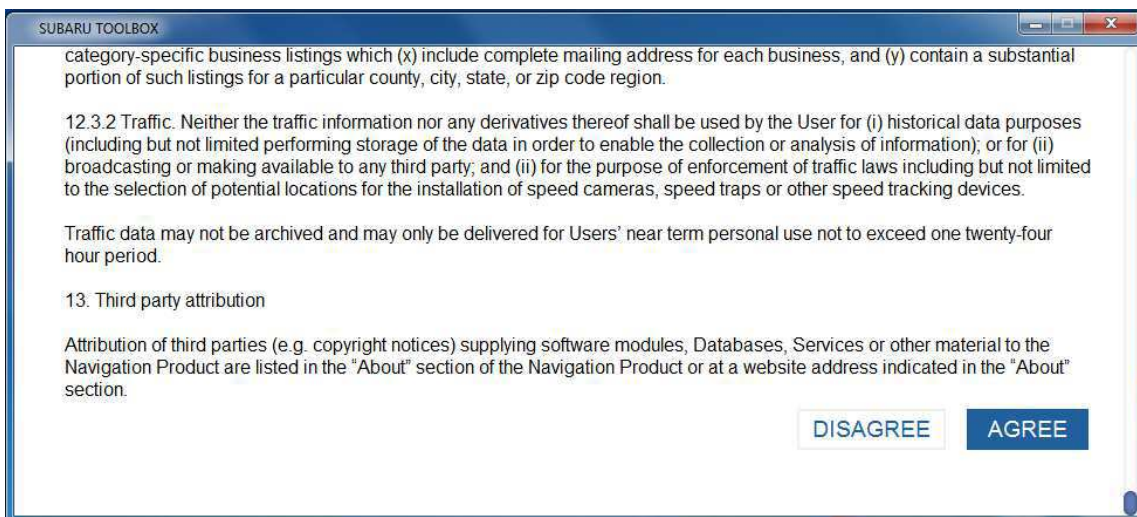 SUBARU TOOLBOX
category-specific business listings which (x) include complete mailing address for each business, and (y) contain a substantial
portion of such listings for a particular county, city, state, or zip code region.
12.3.2 Traffic. Neither the traffic information nor any derivatives thereof shall be used by the User for (i) historical data purposes
(including but not limited performing storage of the data in order to enable the collection or analysis of information); or for (ii)
broadcasting or making available to any third party; and (ii) for the purpose of enforcement of traffic laws including but not limited
to the selection of potential locations for the installation of speed cameras, speed traps or other speed tracking devices.
Traffic data may not be archived and may only be delivered for Users’ near term personal use not to exceed one twenty-four
hour period.
13. Third party attribution
Attribution of third parties (e.g. copyright notices) supplying software modules, Databases, Services or other material to the
Navigation Product are listed in the “About” section of the Navigation Product or at a website address indicated in the “About”
section.
DISAGREE AGREE